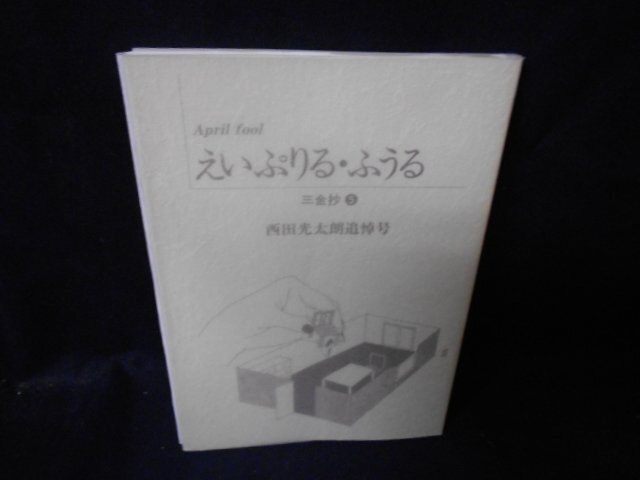 April fool
えいぷりる・ふうる
三金抄 5
西田光太朗追悼号